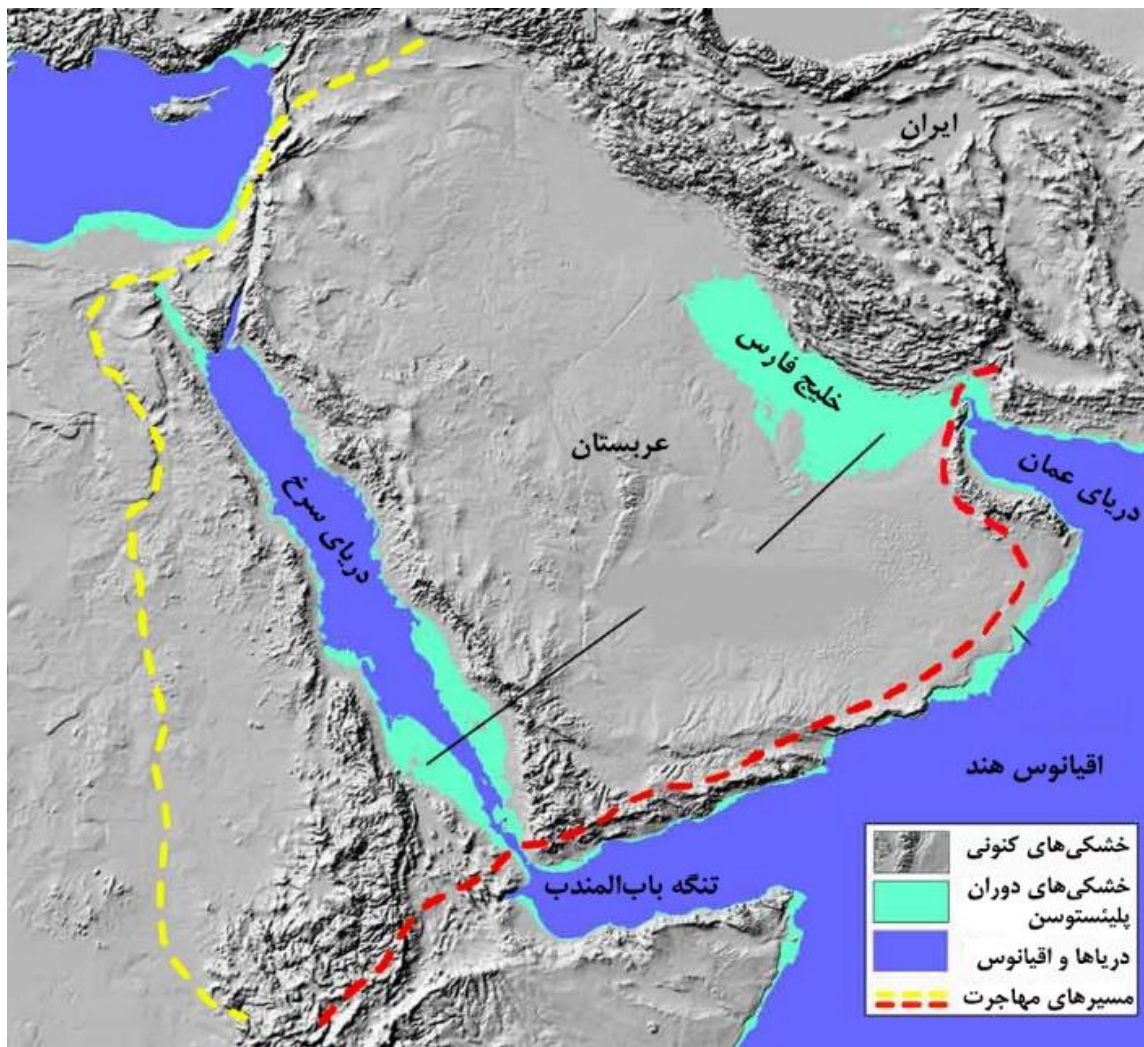 ایران
خلیج فارس
عربستان
دریای عمان
دریای سرخ
اقیانوس هند
تنگه باب‌المندب
خشکی‌های کنونی
خشکی‌های دوران
پلیئستوسن
دریاها و اقیانوس
مسیرهای مهاجرت